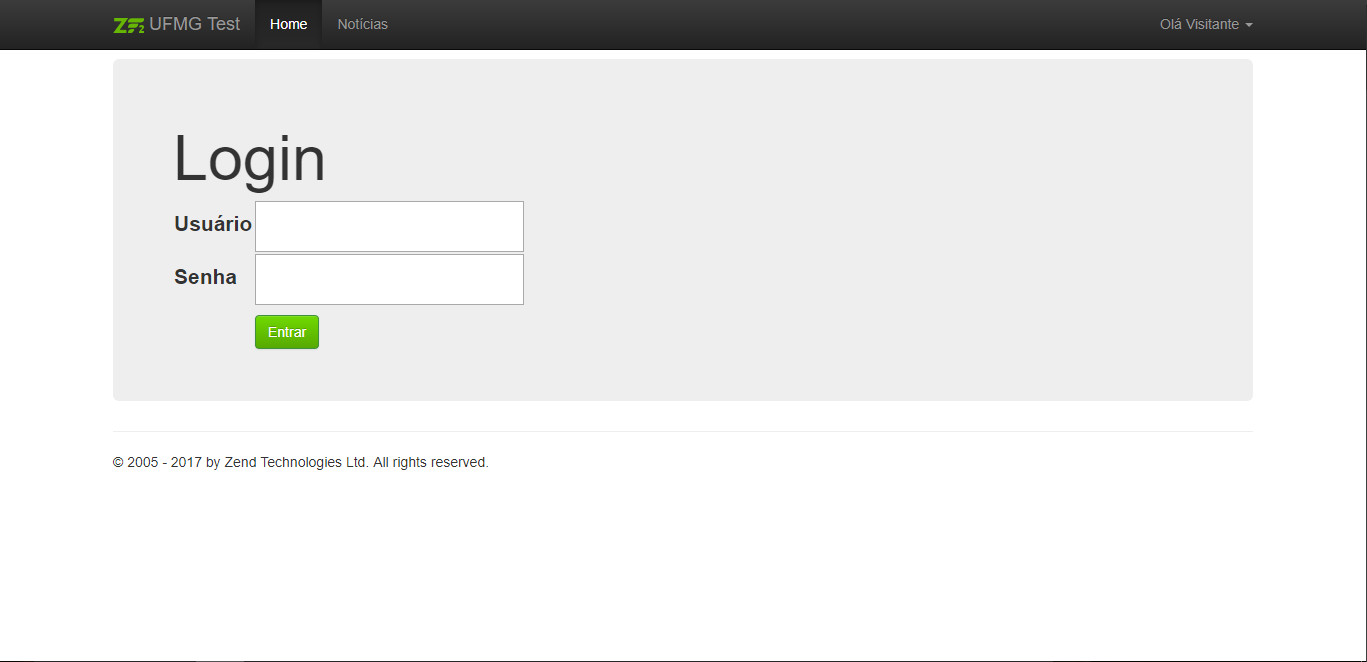 ZF2 UFMG Test Home Notícias Olá Visitante
Login
Usuário
Senha
Entrar
© 2005 - 2017 by Zend Technologies Ltd. All rights reserved.